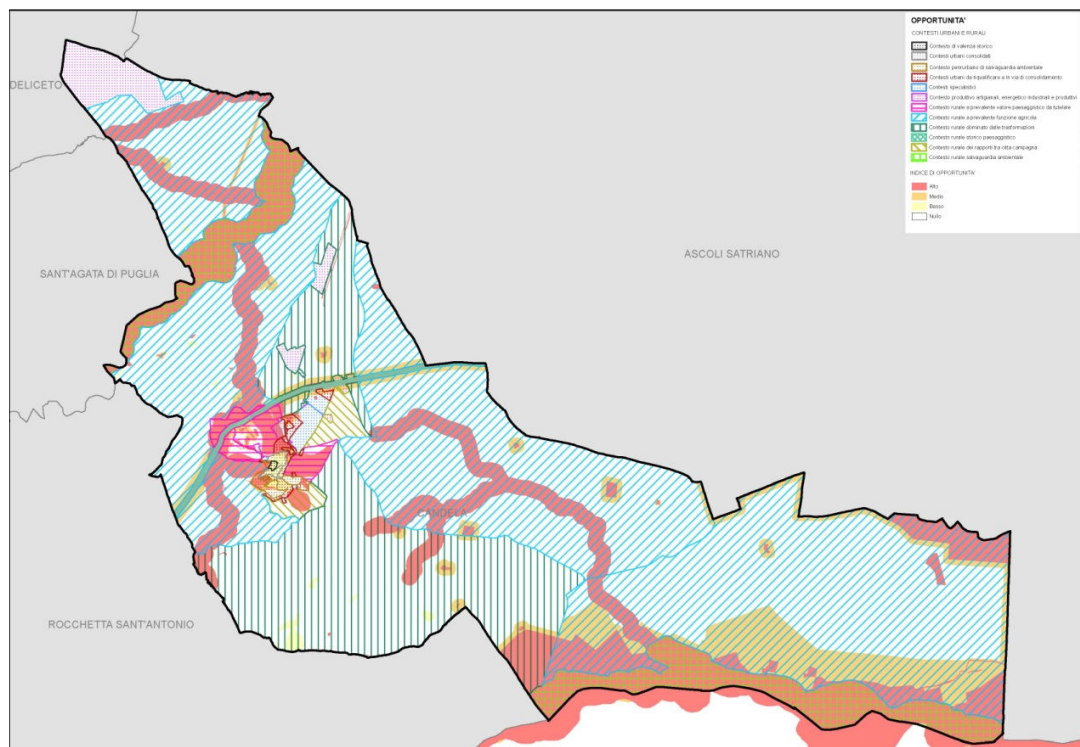 OPPORTUNITA'
CONTESTI URBANI E RURALI
Contesto di valenza storico
Contesti urbani consolidati
Contesto periurbano di salvaguardia ambientale
Contesti urbani da riqualificare e in via di consolidamento
Contesti specialistici
Contesto produttivo artigianali, energetico industriali e produttivo
Contesto rurale a prevalente valore paesaggistico da tutelare
Contesto rurale a prevalente funzione agricola
Contesto rurale dominato dalle trasformazioni
Contesto rurale storico paesaggistico
Contesto rurale dei rapporti tra citta campagna
Contesto rurale salvaguardia ambientale
INDICE DI OPPORTUNITA'
Alto
Medio
Basso
Nullo
DELICETO
ASCOLI SATRIANO
SANT'AGATA DI PUGLIA
CANDELA
ROCCHETTA SANT'ANTONIO